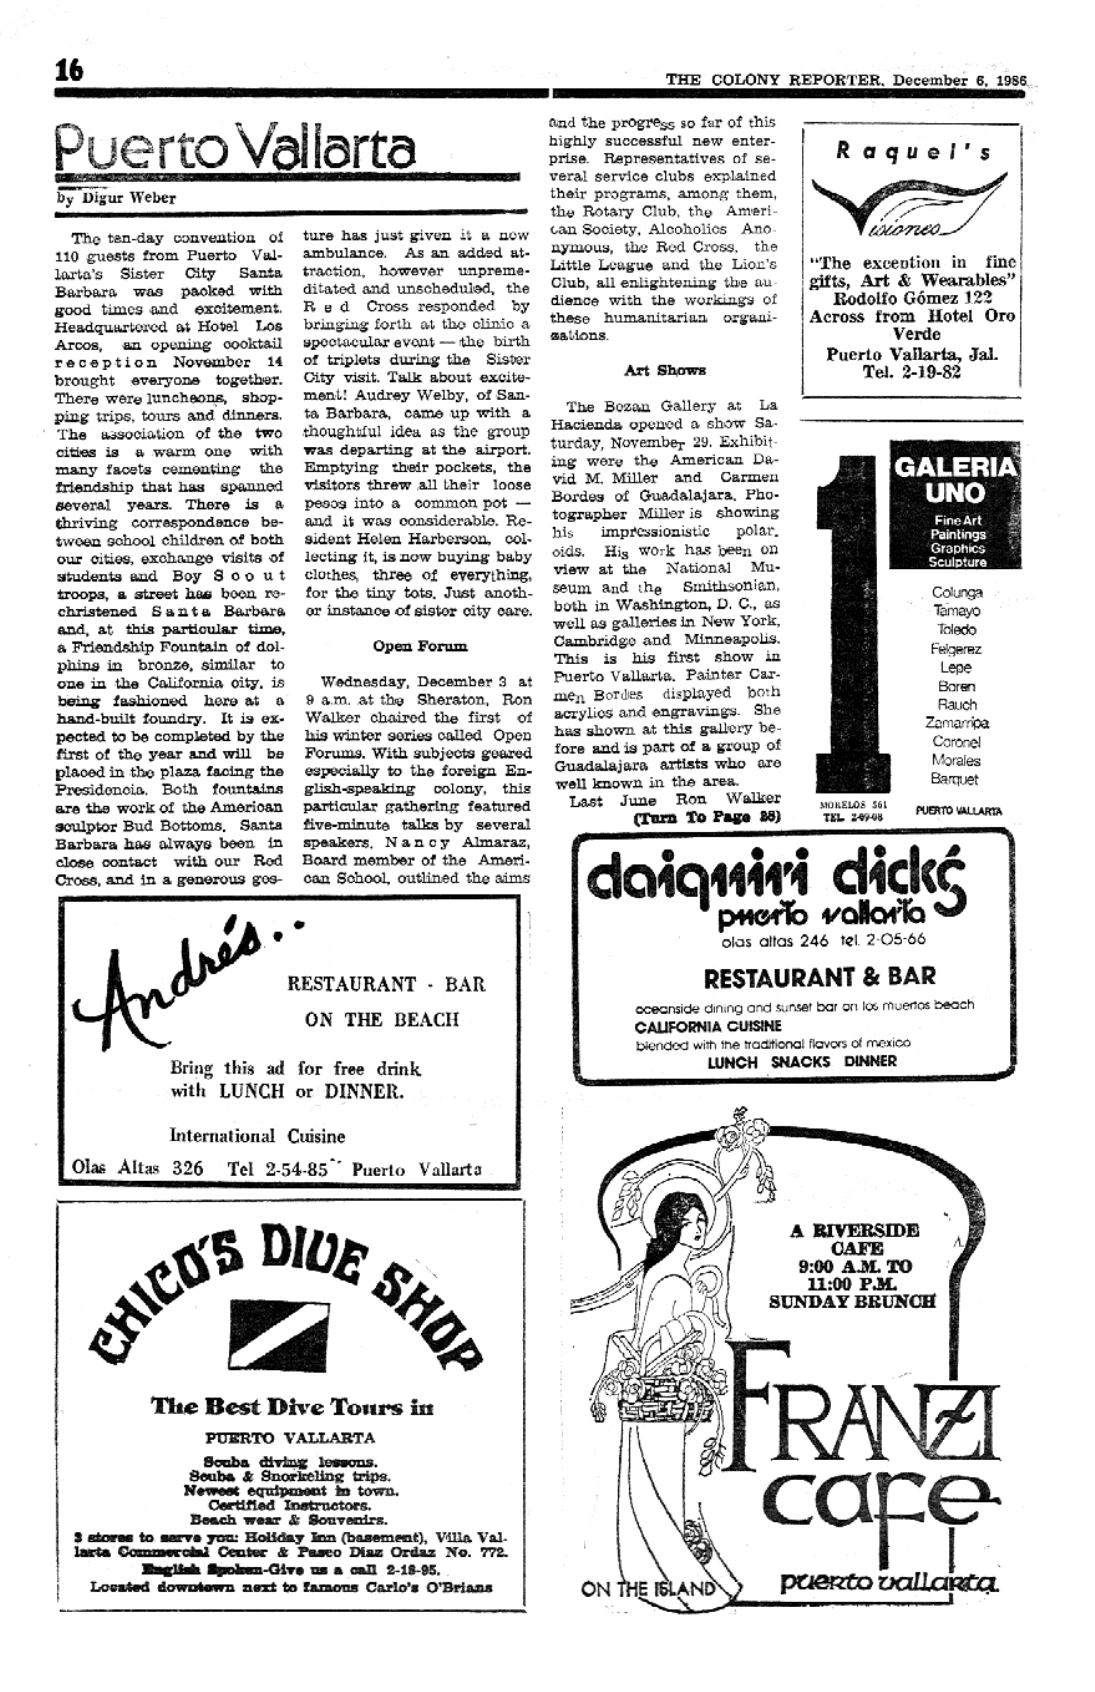 16
THE COLONY REPORTER, December 6, 1986
Puerto Vallarta
by Digur Weber
The ten-day convention of
110 guests from Puerto Val-
larta's Sister City Santa
Barbara was packed with
good times and excitement.
Headquartered at Hotel Los
Arcos, an opening cocktail
reception November 14
brought everyone together.
There were luncheons, shop-
ping trips, tours and dinners.
The association of the two
cities is a warm one with
many facets cementing the
friendship that has spanned
several years. There is a
thriving correspondence be-
tween school children of both
our cities, exchange visits of
students and Boy Scout
troops, a street has been re-
christened Santa Barbara
and, at this particular time,
a Friendship Fountain of dol-
phins in bronze, similar to
one in the California city, is
being fashioned here at a
hand-built foundry. It is ex-
pected to be completed by the
first of the year and will be
placed in the plaza facing the
Presidencia. Both fountains
are the work of the American
sculptor Bud Bottoms. Santa
Barbara has always been in
close contact with our Red
Cross, and in a generous ges-
ture has just given it a new
ambulance. As an added at-
traction, however unpreme-
ditated and unscheduled, the
Red Cross responded by
bringing forth at the clinic a
spectacular event — the birth
of triplets during the Sister
City visit. Talk about excite-
ment! Audrey Welby, of San-
ta Barbara, came up with a
thoughtful idea as the group
was departing at the airport.
Emptying their pockets, the
visitors threw all their loose
pesos into a common pot —
and it was considerable. Re-
sident Helen Harberson, col-
lecting it, is now buying baby
clothes, three of everything,
for the tiny tots. Just anoth-
er instance of sister city care.
Open Forum
Wednesday, December 3 at
9 a.m. at the Sheraton, Ron
Walker chaired the first of
his winter series called Open
Forums. With subjects geared
especially to the foreign En-
glish-speaking colony, this
particular gathering featured
five-minute talks by several
speakers. Nancy Almaraz,
Board member of the Ameri-
can School, outlined the aims
and the progress so far of this
highly successful new enter-
prise. Representatives of se-
veral service clubs explained
their programs, among them,
the Rotary Club, the Ameri-
can Society, Alcoholics Ano-
nymous, the Red Cross, the
Little League and the Lion's
Club, all enlightening the au-
dience with the workings of
these humanitarian organi-
zations.
Art Shows
The Bozan Gallery at La
Hacienda opened a show Sa-
turday, November 29. Exhibit-
ing were the American Da-
vid M. Miller and Carmen
Bordes of Guadalajara. Pho-
tographer Miller is showing
his impressionistic polar-
oids. His work has been on
view at the National Mu-
seum and the Smithsonian,
both in Washington, D. C., as
well as galleries in New York,
Cambridge and Minneapolis.
This is his first show in
Puerto Vallarta. Painter Car-
men Bordes displayed both
acrylics and engravings. She
has shown at this gallery be-
fore and is part of a group of
Guadalajara artists who are
well known in the area.
Last June Ron Walker
(Turn To Page 28)
Raquel's
Visiones
"The exception in fine
gifts, Art & Wearables"
Rodolfo Gómez 122
Across from Hotel Oro
Verde
Puerto Vallarta, Jal.
Tel. 2-19-82
1
GALERIA
UNO
Fine Art
Paintings
Graphics
Sculpture
Colunga
Tamayo
Toledo
Felgerez
Lepe
Boren
Rauch
Zamarripa
Coronel
Morales
Barquet
MORELOS 561
TEL 2-09-08
PUERTO VALLARTA
daiquiri dick's
puerto vallarta
olas altas 246 tel. 2-05-66
RESTAURANT & BAR
oceanside dining and sunset bar on los muertos beach
CALIFORNIA CUISINE
blended with the traditional flavors of mexico
LUNCH SNACKS DINNER
Andrés..
RESTAURANT - BAR
ON THE BEACH
Bring this ad for free drink
with LUNCH or DINNER.
International Cuisine
Olas Altas 326 Tel 2-54-85 Puerto Vallarta
CHICO'S DIVE SHOP
The Best Dive Tours in
PUERTO VALLARTA
Scuba diving lessons.
Scuba & Snorkeling trips.
Newest equipment in town.
Certified Instructors.
Beach wear & Souvenirs.
3 stores to serve you: Holiday Inn (basement), Villa Val-
larta Commercial Center & Paseo Diaz Ordaz No. 772.
English Spoken-Give us a call 2-18-95.
Located downtown next to famous Carlo's O'Brians
A RIVERSIDE
CAFE
9:00 A.M. TO
11:00 P.M.
SUNDAY BRUNCH
FRANZI
cafe
ON THE ISLAND
puerto vallarta